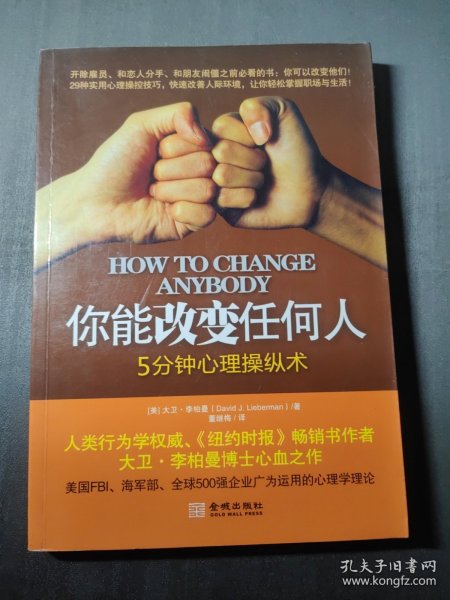 开除雇员、和恋人分手、和朋友闹僵之前必看的书：你可以改变他们！
29种实用心理操控技巧，快速改善人际环境，让你轻松掌握职场与生活！
HOW TO CHANGE
ANYBODY
你能改变任何人
5分钟心理操纵术
[美] 大卫·李柏曼（David J. Lieberman）/著
董继梅 / 译
人类行为学权威、《纽约时报》畅销书作者
大卫·李柏曼博士心血之作
美国FBI、海军部、全球500强企业广为运用的心理学理论
金城出版社
GOLD WALL PRESS
孔夫子旧书网
www.kongfz.com